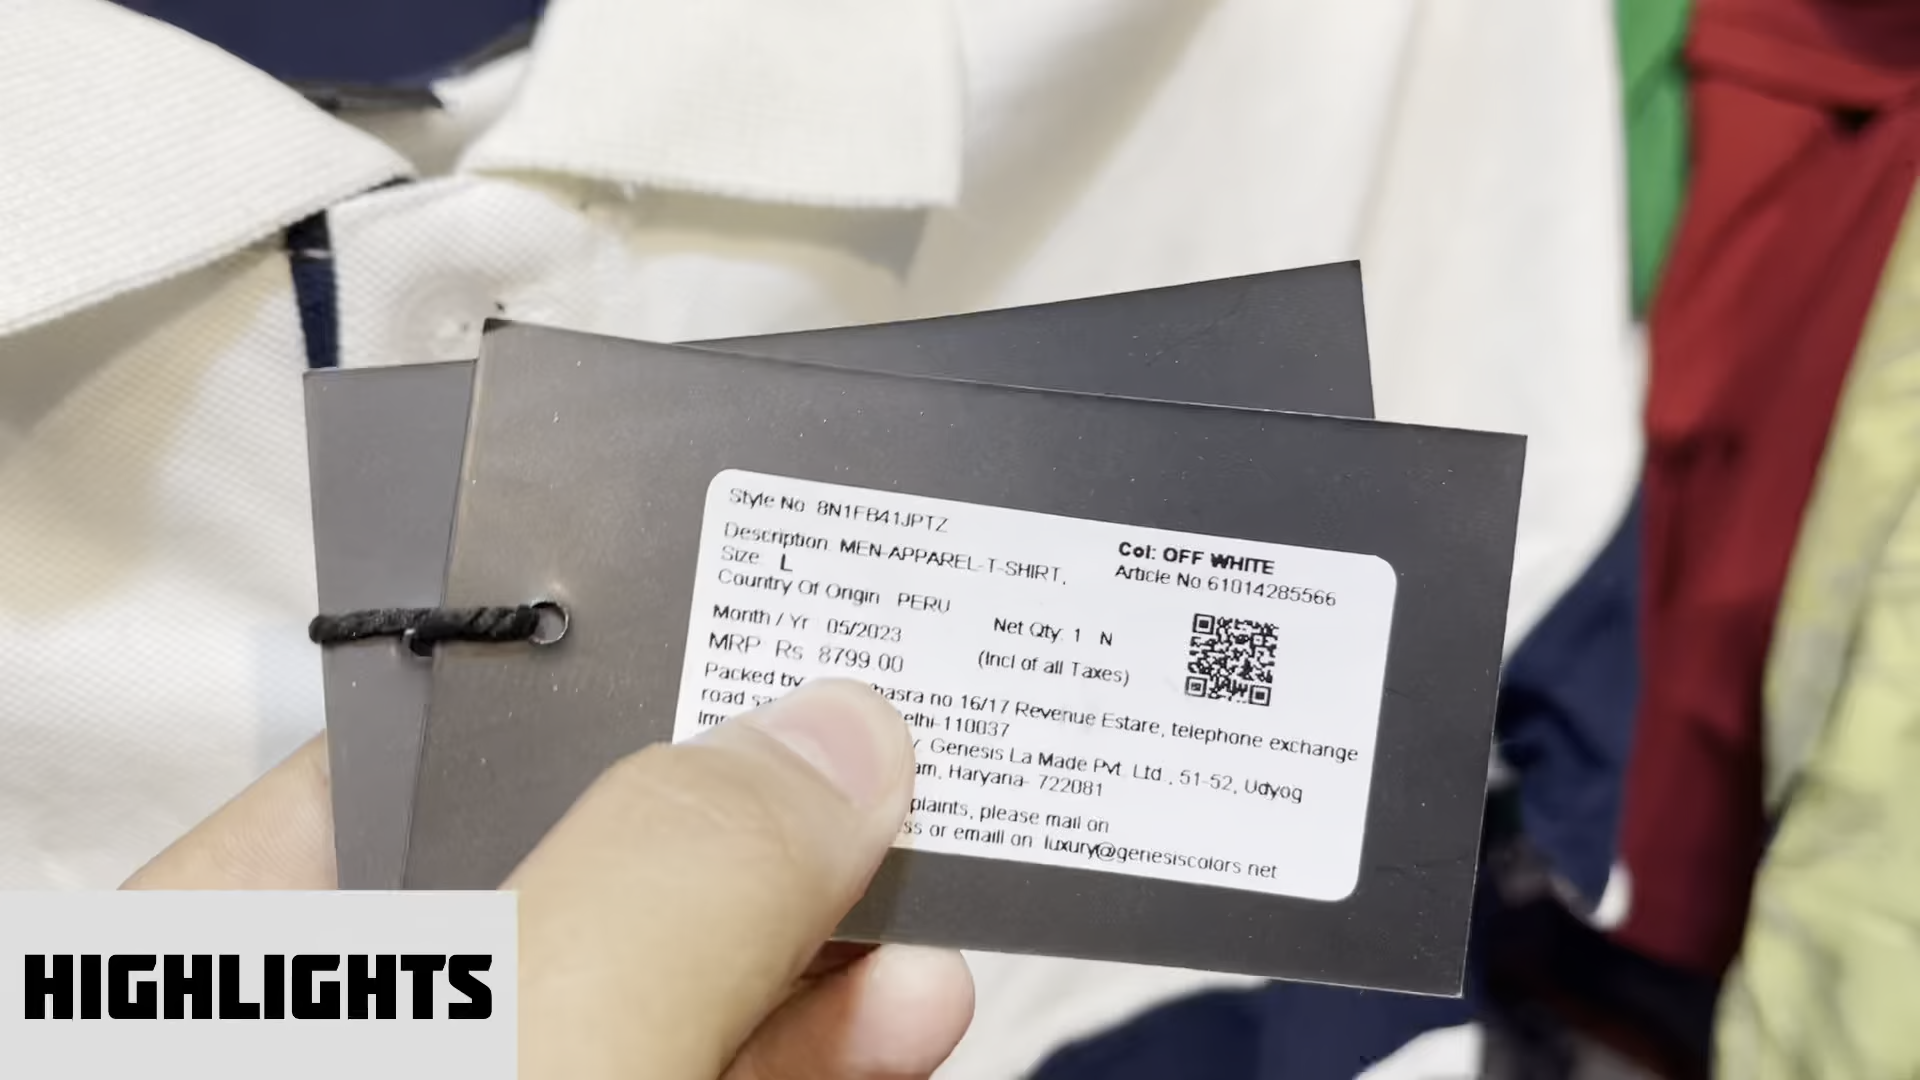 Style No 8N1FB41JPTZ
Description MEN-APPAREL-T-SHIRT,
Col: OFF WHITE
Size L
Article No 61014285566
Country Of Origin PERU
Month / Yr 05/2023
Net Qty 1 N
MRP Rs 8799.00
(Incl of all Taxes)
Packed by hasra no 16/17 Revenue Estare, telephone exchange
road elhi-110037
Genesis La Made Pvt. Ltd., 51-52, Udyog
am, Haryana- 722081
plaints, please mail on
ss or emaill on luxury@genesiscolors net
HIGHLIGHTS